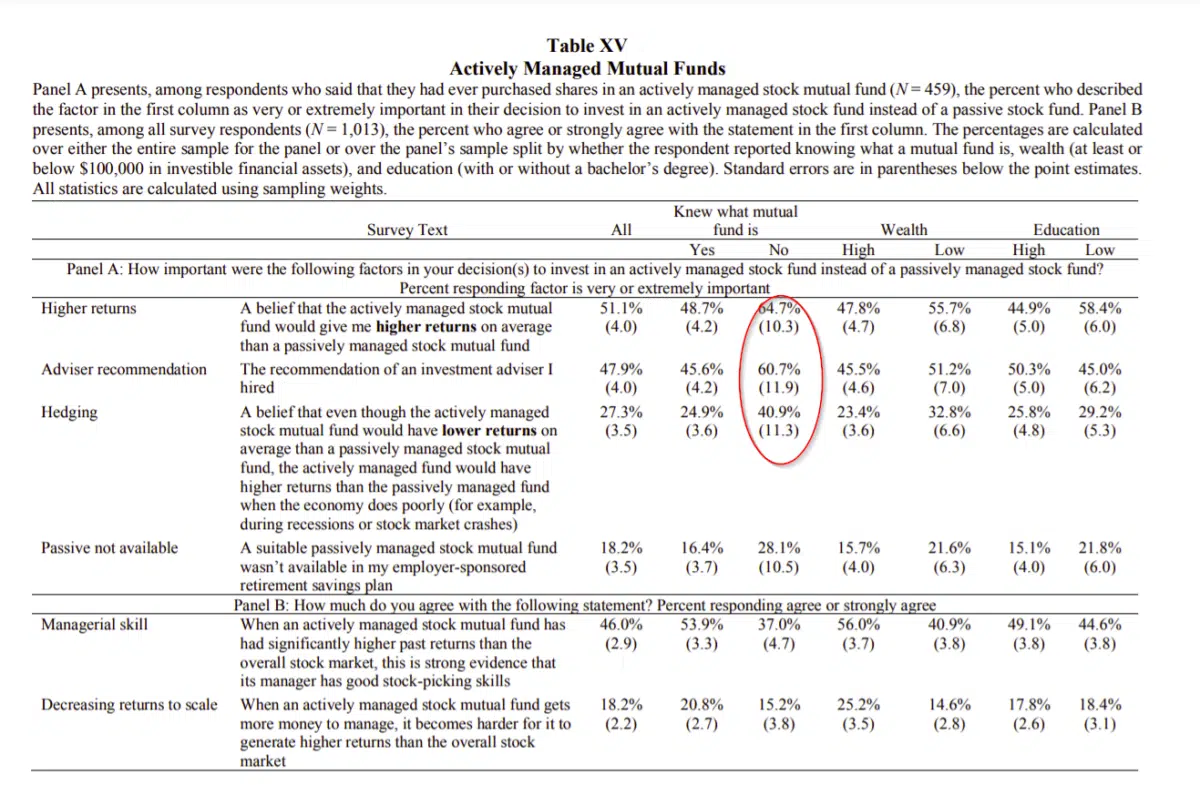 Table XV
Actively Managed Mutual Funds
Panel A presents, among respondents who said that they had ever purchased shares in an actively managed stock mutual fund (N = 459), the percent who described
the factor in the first column as very or extremely important in their decision to invest in an actively managed stock fund instead of a passive stock fund. Panel B
presents, among all survey respondents (N = 1,013), the percent who agree or strongly agree with the statement in the first column. The percentages are calculated
over either the entire sample for the panel or over the panel's sample split by whether the respondent reported knowing what a mutual fund is, wealth (at least or
below $100,000 in investible financial assets), and education (with or without a bachelor's degree). Standard errors are in parentheses below the point estimates.
All statistics are calculated using sampling weights.
Knew what mutual
Survey Text All fund is Wealth Education
Yes No High Low High Low
Panel A: How important were the following factors in your decision(s) to invest in an actively managed stock fund instead of a passively managed stock fund?
Percent responding factor is very or extremely important
Higher returns A belief that the actively managed stock mutual 51.1% 48.7% 64.7% 47.8% 55.7% 44.9% 58.4%
fund would give me higher returns on average (4.0) (4.2) (10.3) (4.7) (6.8) (5.0) (6.0)
than a passively managed stock mutual fund
Adviser recommendation The recommendation of an investment adviser I 47.9% 45.6% 60.7% 45.5% 51.2% 50.3% 45.0%
hired (4.0) (4.2) (11.9) (4.6) (7.0) (5.0) (6.2)
Hedging A belief that even though the actively managed 27.3% 24.9% 40.9% 23.4% 32.8% 25.8% 29.2%
stock mutual fund would have lower returns on (3.5) (3.6) (11.3) (3.6) (6.6) (4.8) (5.3)
average than a passively managed stock mutual
fund, the actively managed fund would have
higher returns than the passively managed fund
when the economy does poorly (for example,
during recessions or stock market crashes)
Passive not available A suitable passively managed stock mutual fund 18.2% 16.4% 28.1% 15.7% 21.6% 15.1% 21.8%
wasn't available in my employer-sponsored (3.5) (3.7) (10.5) (4.0) (6.3) (4.0) (6.0)
retirement savings plan
Panel B: How much do you agree with the following statement? Percent responding agree or strongly agree
Managerial skill When an actively managed stock mutual fund has 46.0% 53.9% 37.0% 56.0% 40.9% 49.1% 44.6%
had significantly higher past returns than the (2.9) (3.3) (4.7) (3.7) (3.8) (3.8) (3.8)
overall stock market, this is strong evidence that
its manager has good stock-picking skills
Decreasing returns to scale When an actively managed stock mutual fund gets 18.2% 20.8% 15.2% 25.2% 14.6% 17.8% 18.4%
more money to manage, it becomes harder for it to (2.2) (2.7) (3.8) (3.5) (2.8) (2.6) (3.1)
generate higher returns than the overall stock
market